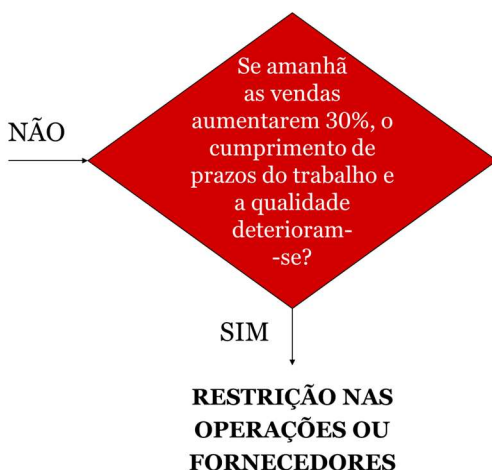 Se amanhã
as vendas
aumentarem 30%, o
cumprimento de
prazos do trabalho e
a qualidade
deterioram-
-se?
NÃO
SIM
RESTRIÇÃO NAS
OPERAÇÕES OU
FORNECEDORES